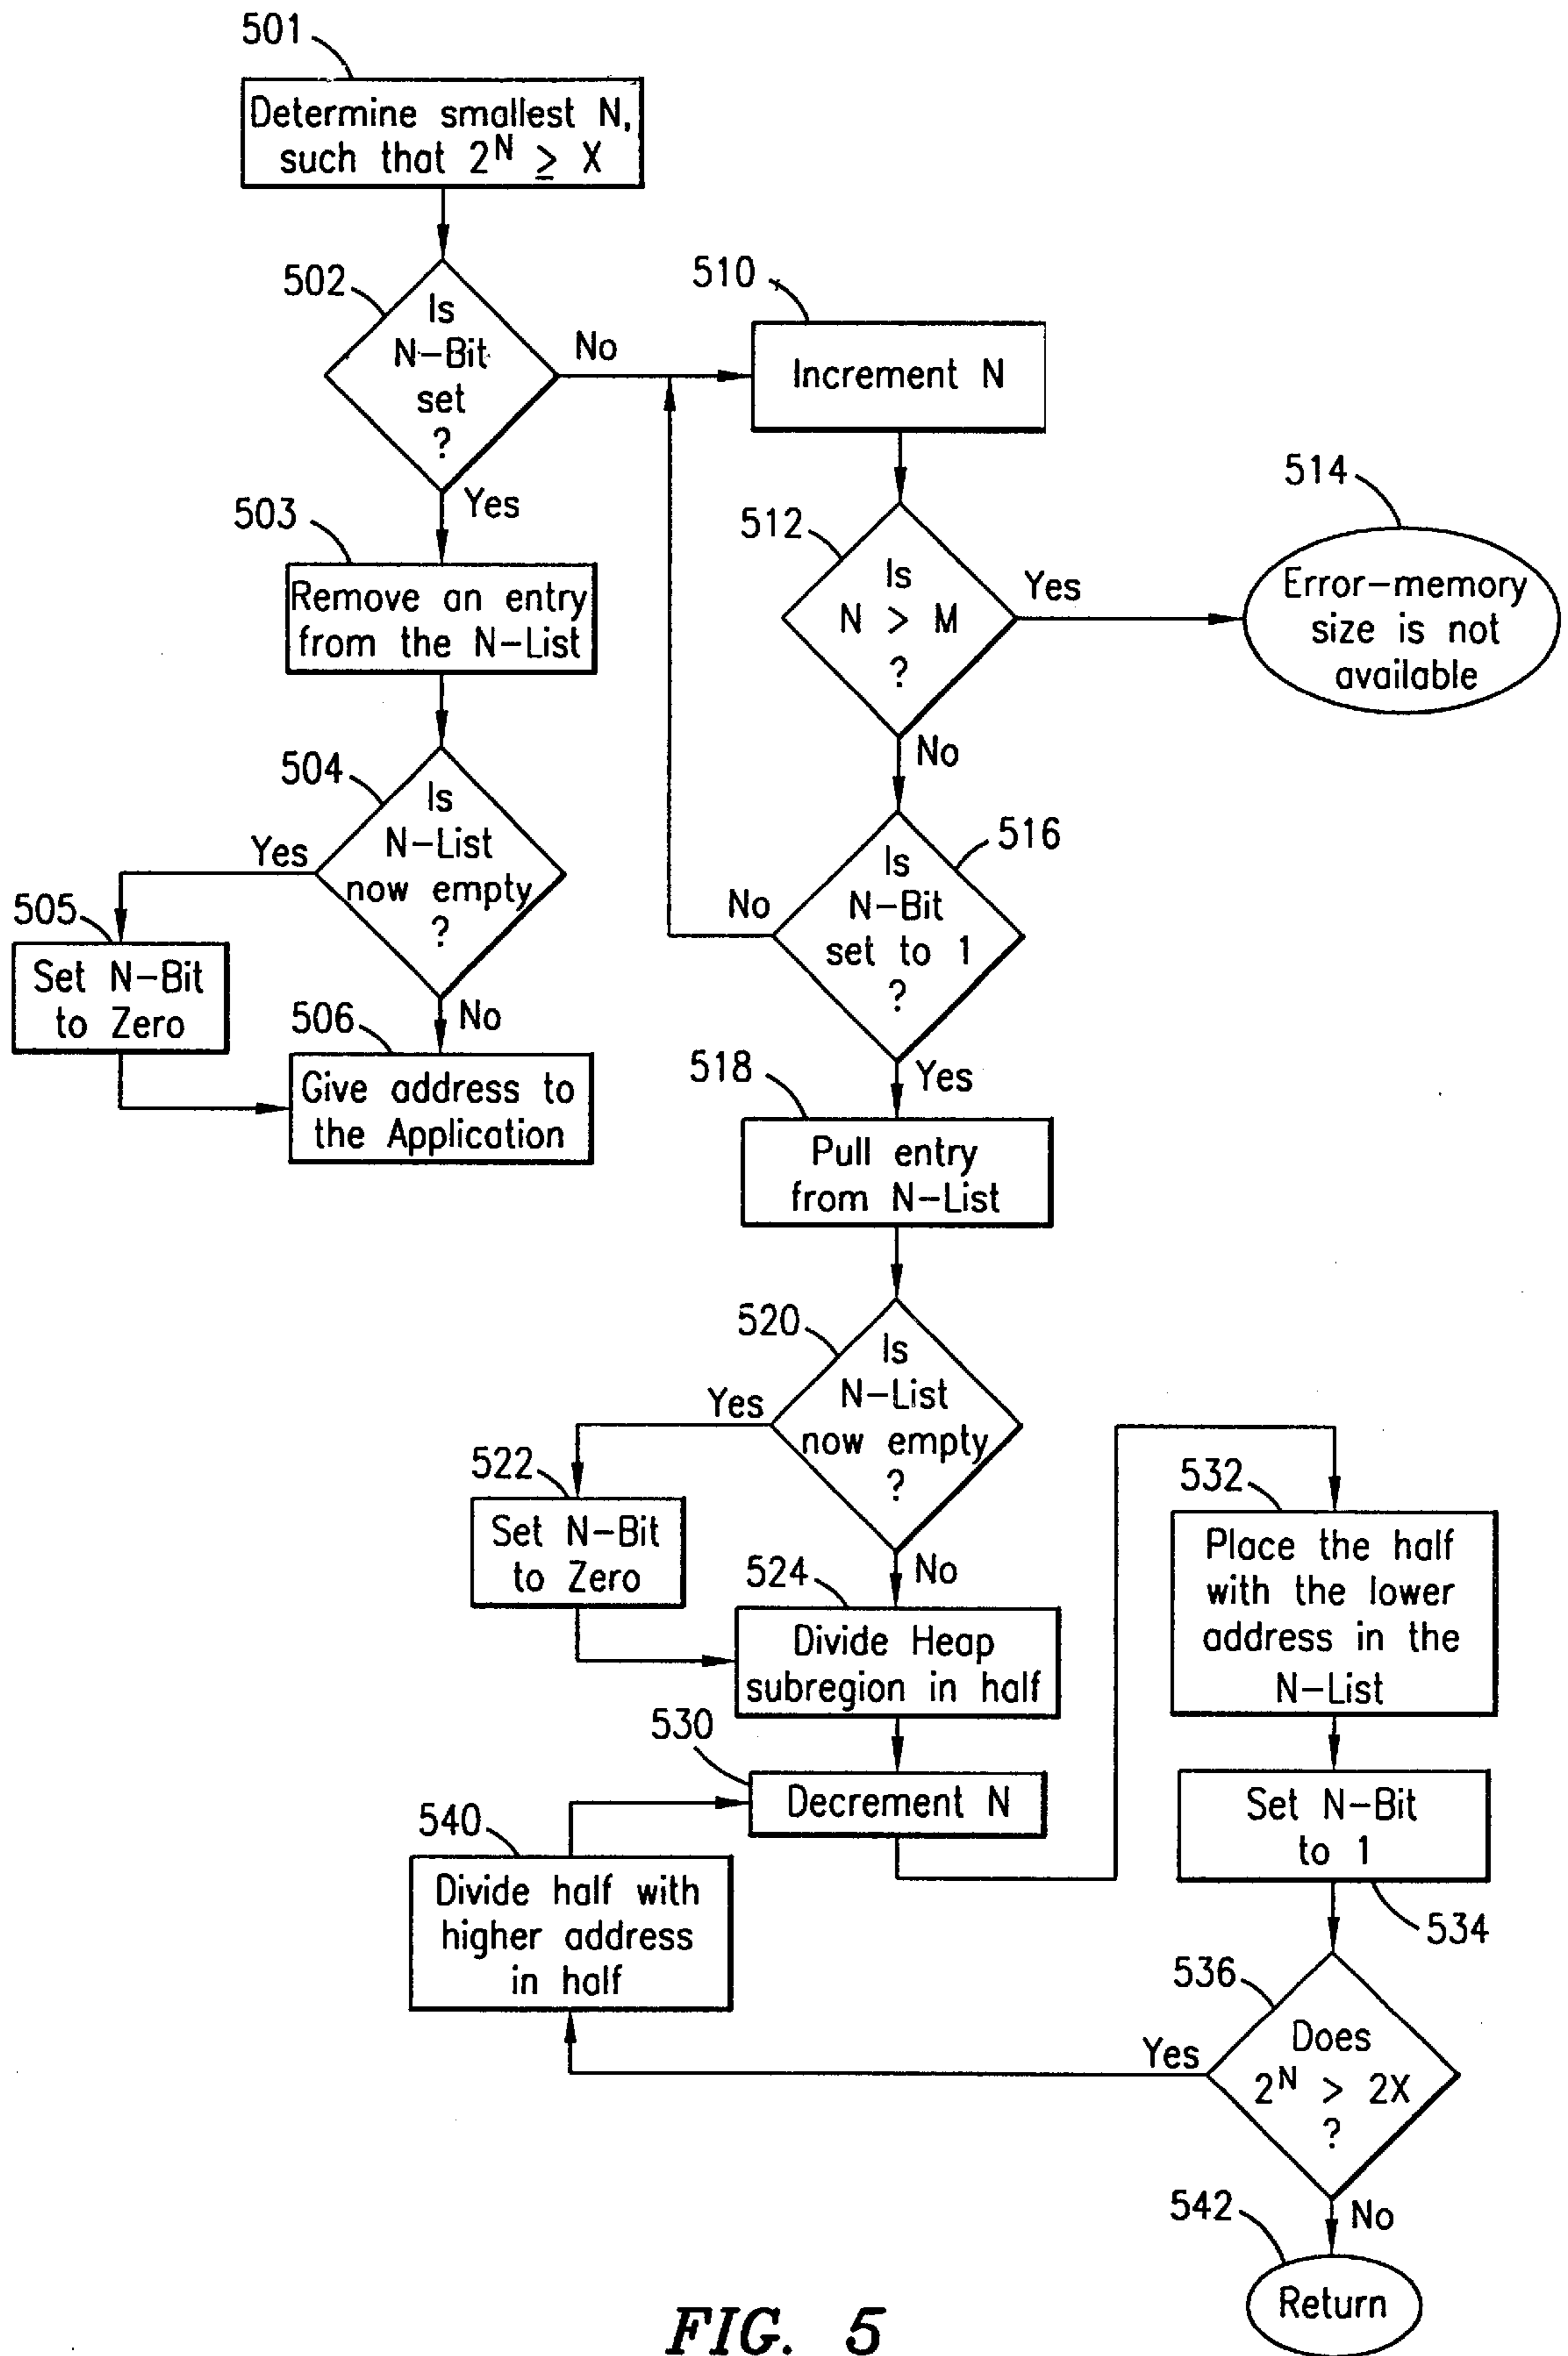 501
Determine smallest N,
such that 2^N ≥ X
502
Is
N-Bit
set
?
No
Yes
510
Increment N
503
Remove an entry
from the N-List
512
Is
N > M
?
Yes
No
514
Error-memory
size is not
available
504
Is
N-List
now empty
?
Yes
No
505
Set N-Bit
to Zero
506
Give address to
the Application
516
Is
N-Bit
set to 1
?
No
Yes
518
Pull entry
from N-List
520
Is
N-List
now empty
?
Yes
No
522
Set N-Bit
to Zero
524
Divide Heap
subregion in half
530
Decrement N
532
Place the half
with the lower
address in the
N-List
Set N-Bit
to 1
534
540
Divide half with
higher address
in half
536
Does
2^N > 2X
?
Yes
No
542
Return
FIG. 5